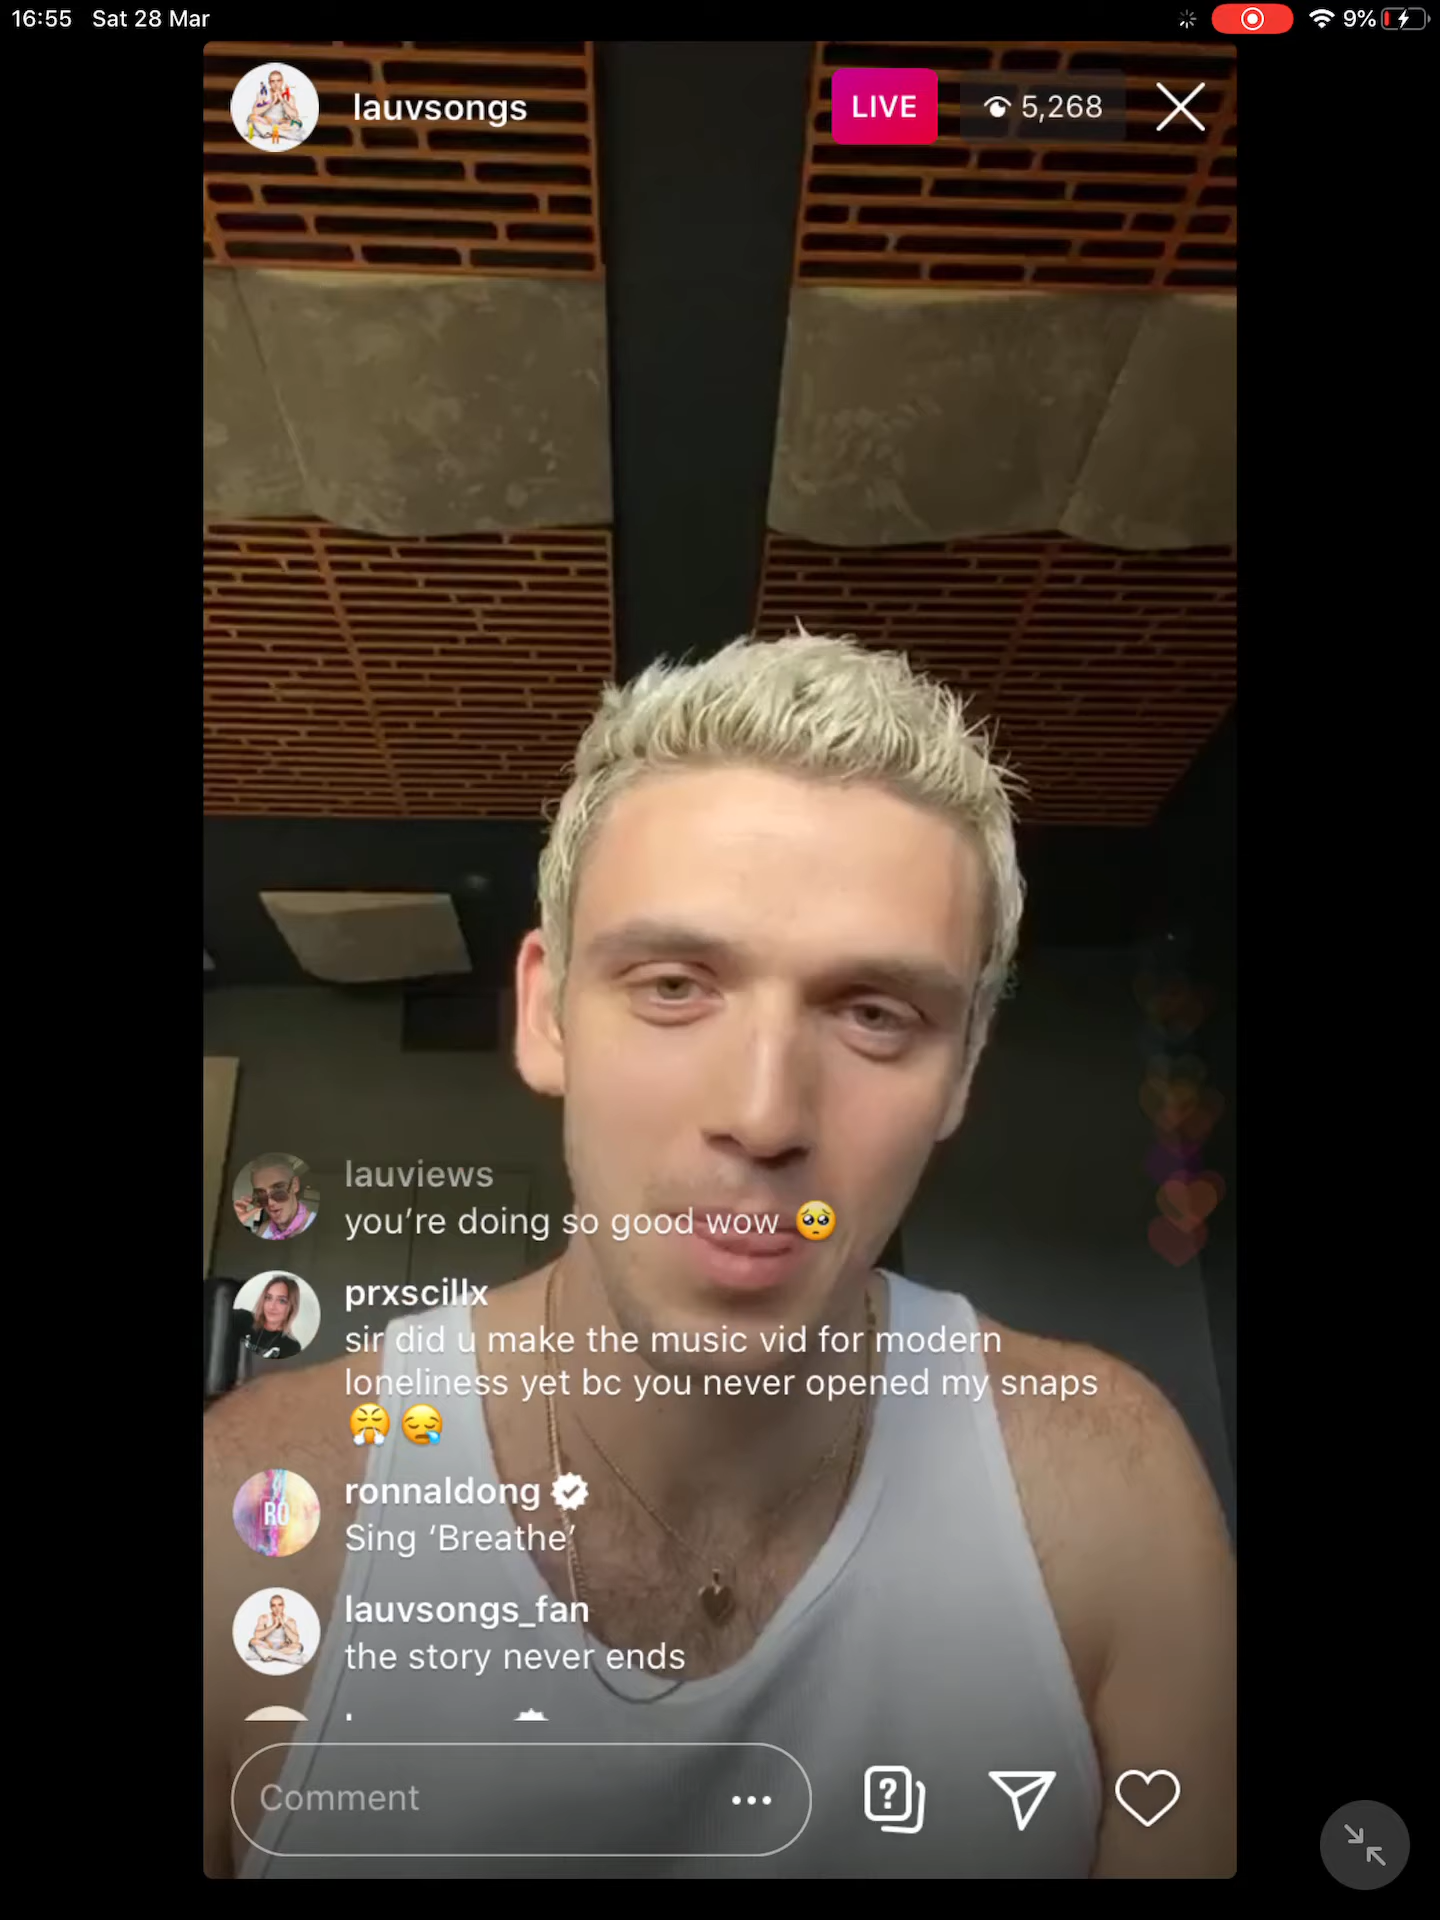 16:55 Sat 28 Mar
9%
lauvsongs
LIVE
5,268
lauviews
you’re doing so good wow 🥺
prxscillx
sir did u make the music vid for modern
loneliness yet bc you never opened my snaps
😤😪
ronnaldong
RO
Sing ‘Breathe’
lauvsongs_fan
the story never ends
Comment